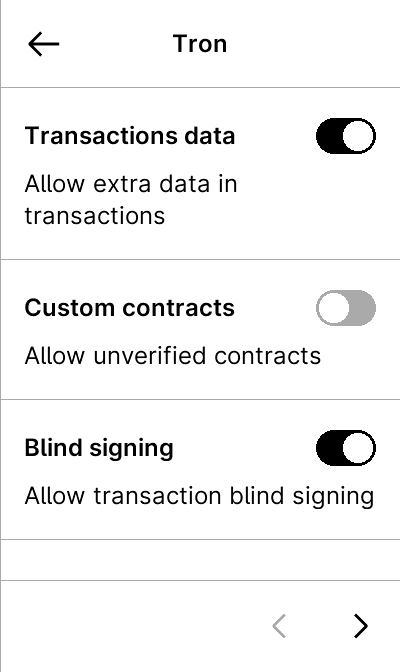 Tron
Transactions data
Allow extra data in
transactions
Custom contracts
Allow unverified contracts
Blind signing
Allow transaction blind signing